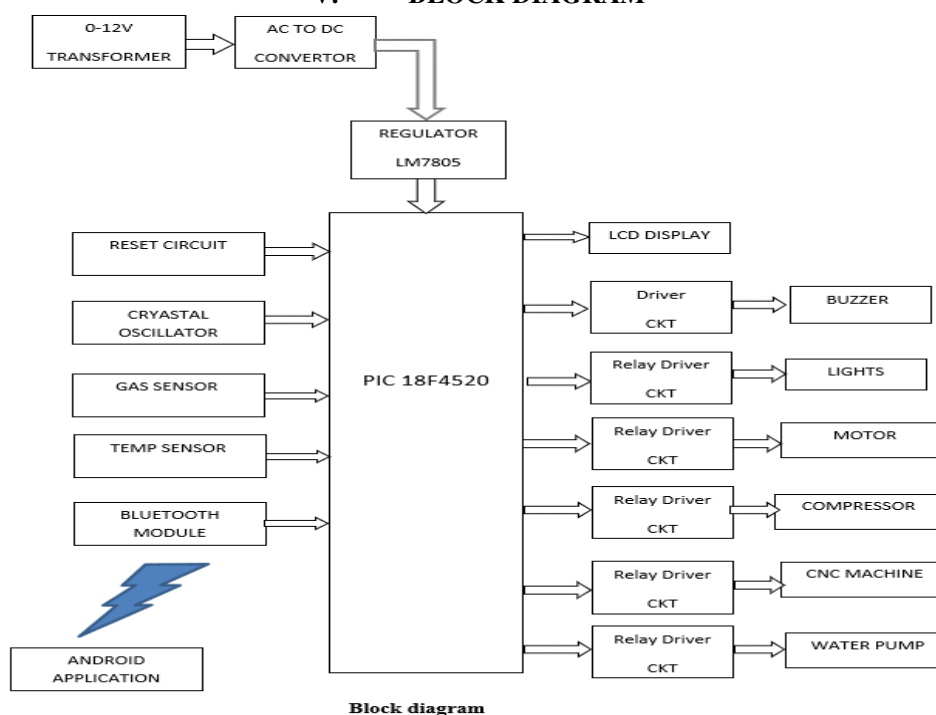 V. BLOCK DIAGRAM
0-12V
TRANSFORMER
AC TO DC
CONVERTOR
REGULATOR
LM7805
RESET CIRCUIT
CRYASTAL
OSCILLATOR
GAS SENSOR
TEMP SENSOR
BLUETOOTH
MODULE
ANDROID
APPLICATION
PIC 18F4520
LCD DISPLAY
Driver
CKT
BUZZER
Relay Driver
CKT
LIGHTS
Relay Driver
CKT
MOTOR
Relay Driver
CKT
COMPRESSOR
Relay Driver
CKT
CNC MACHINE
Relay Driver
CKT
WATER PUMP
Block diagram